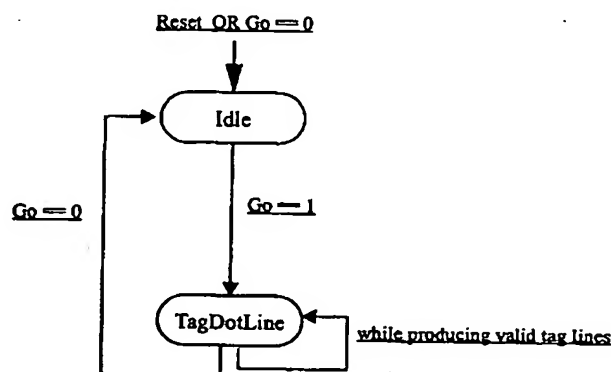 Reset OR Go == 0
Idle
Go == 0
Go == 1
TagDotLine
while producing valid tag lines